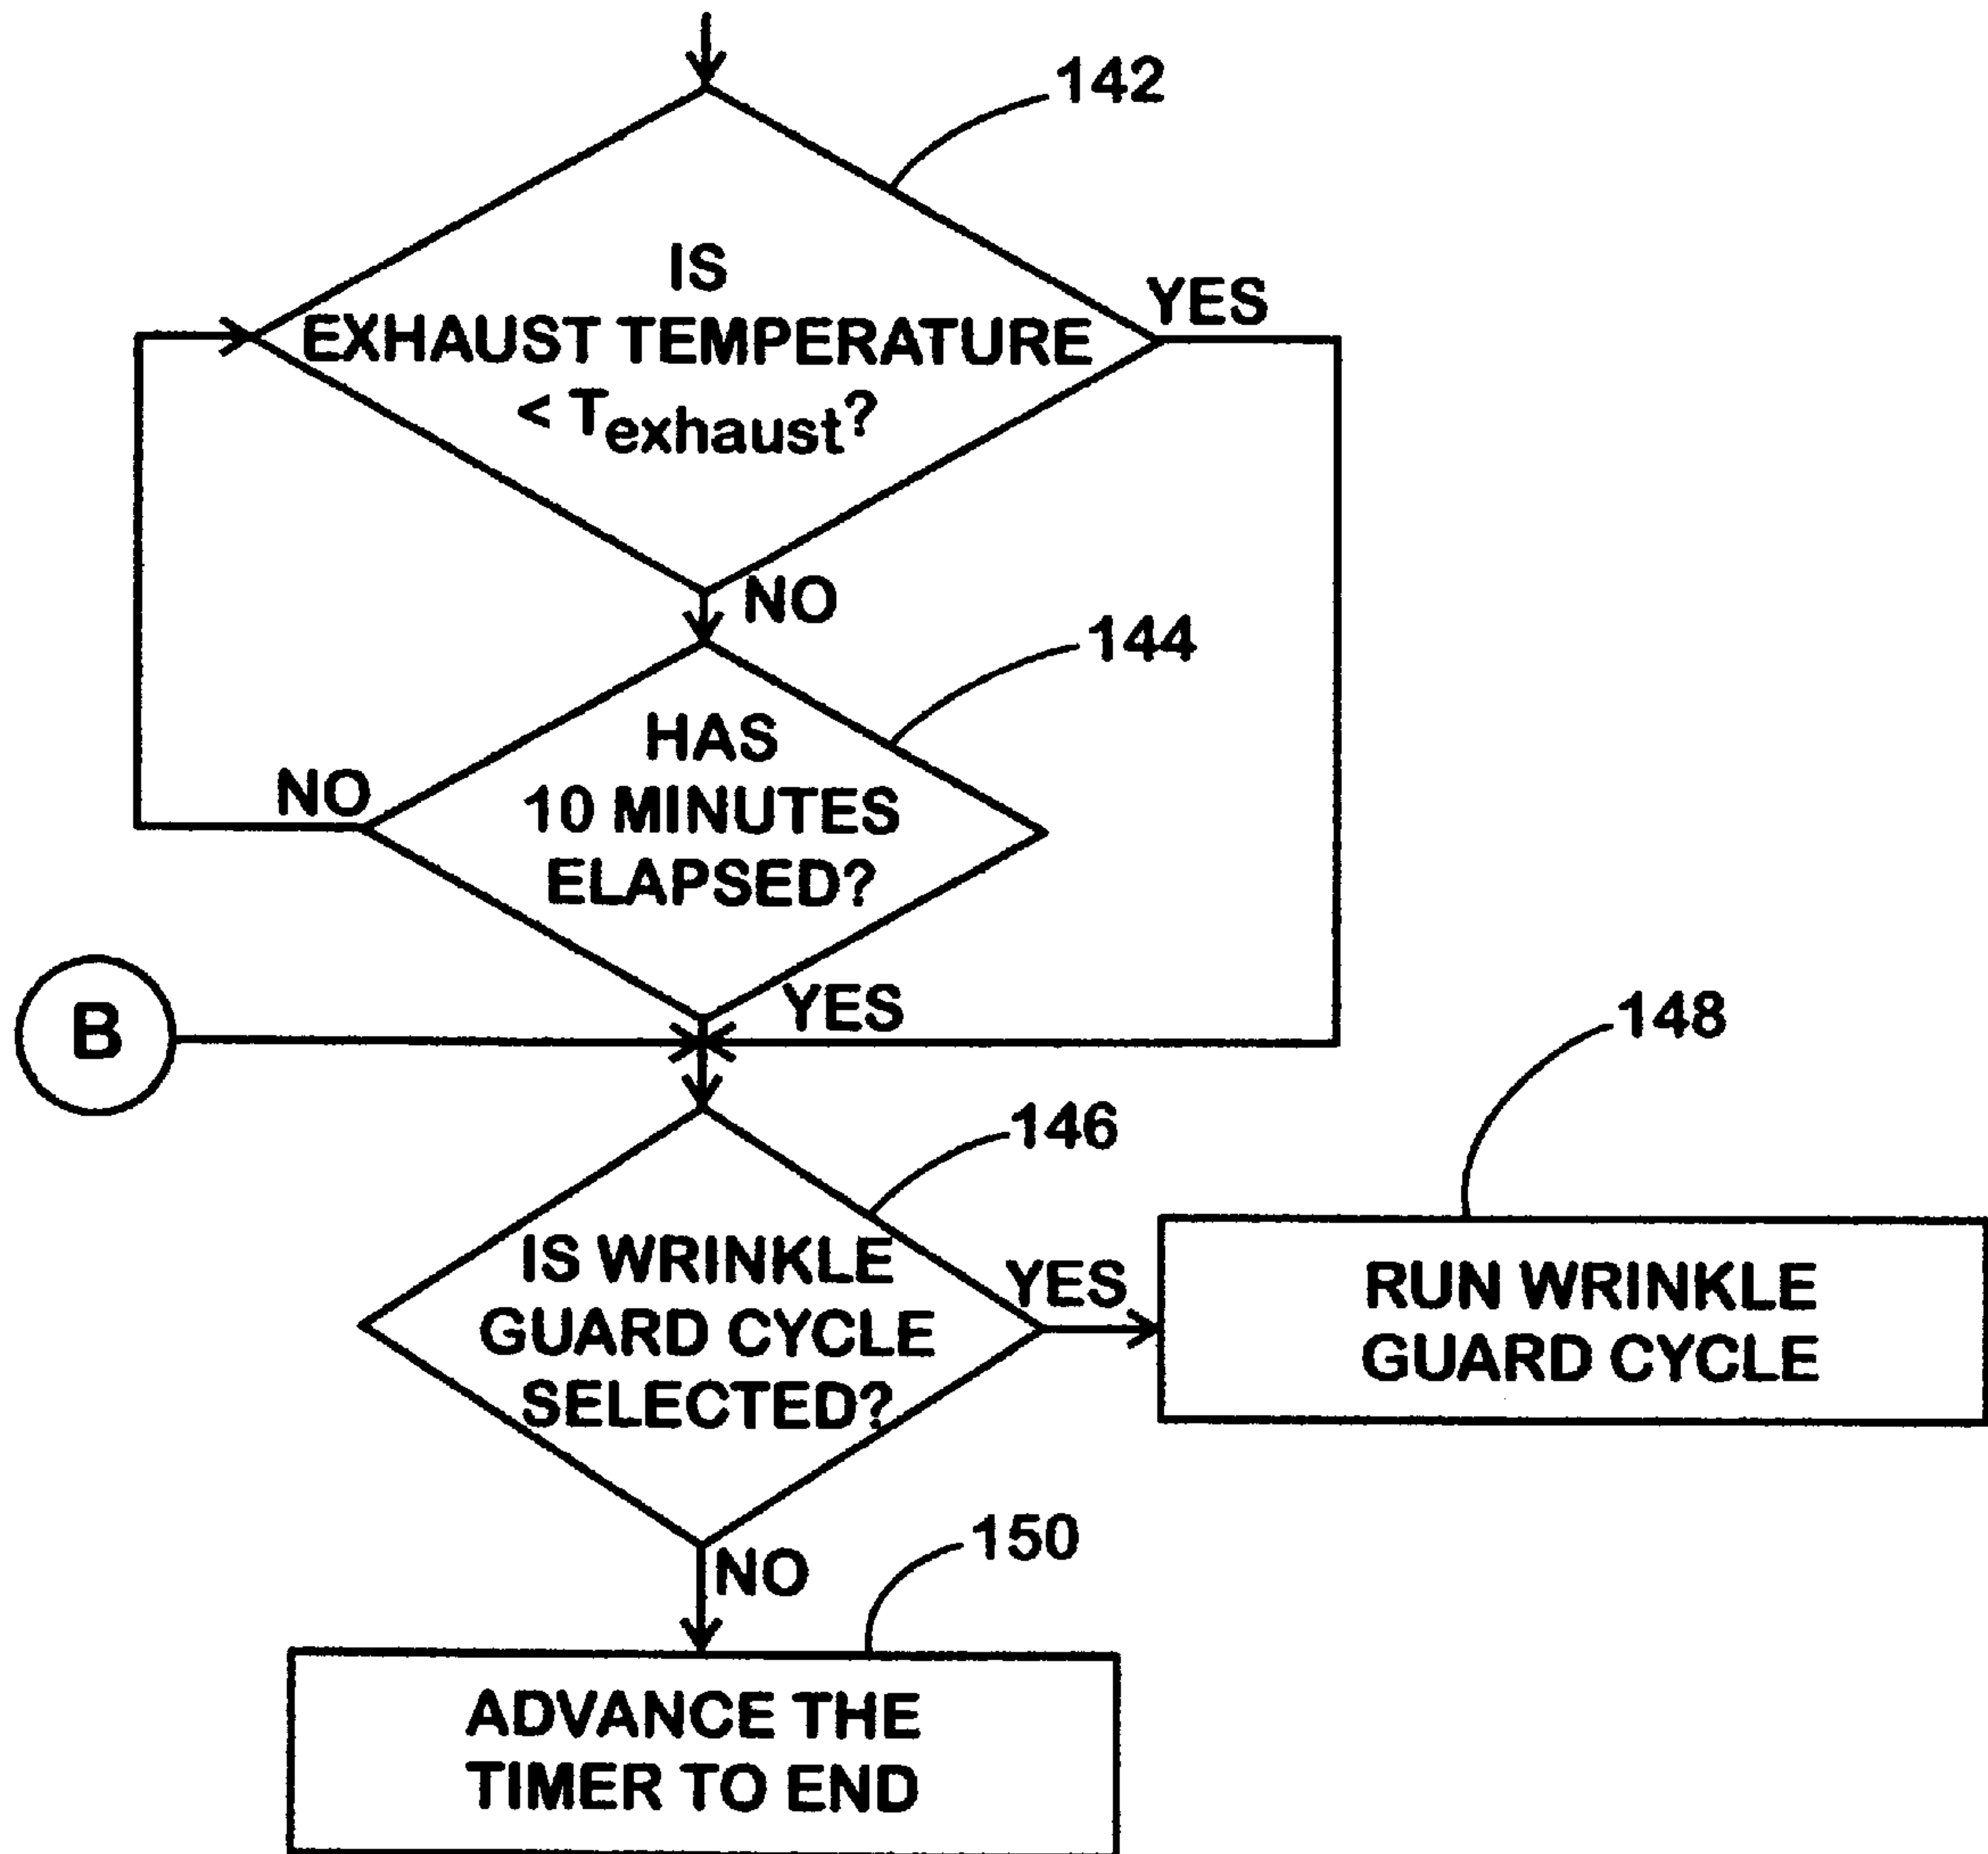 142
IS
EXHAUST TEMPERATURE
< Texhaust?
YES
NO
144
HAS
10 MINUTES
ELAPSED?
NO
YES
B
148
146
IS WRINKLE
GUARD CYCLE
SELECTED?
YES
RUN WRINKLE
GUARD CYCLE
150
NO
ADVANCE THE
TIMER TO END